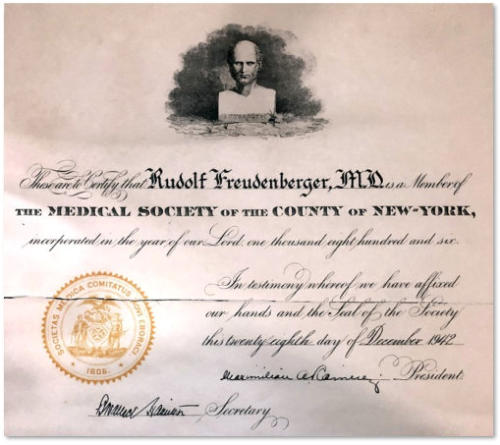 These are to Certify that Rudolf Freudenberger, M.D. is a Member of
THE MEDICAL SOCIETY OF THE COUNTY OF NEW-YORK,
incorporated in the year of our Lord, one thousand eight hundred and six.
In testimony whereof we have affixed
our hands and the Seal of the Society
this twenty eighth day of December 1942
Maximilian A. President.
Secretary.
SOCIETAS MEDICA COMITATUS NOVI EBORACI
1806.